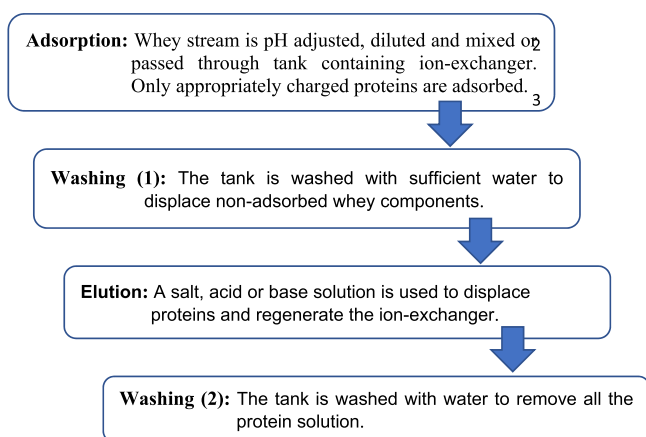 Adsorption: Whey stream is pH adjusted, diluted and mixed or
2
passed through tank containing ion-exchanger.
Only appropriately charged proteins are adsorbed.
3
Washing (1): The tank is washed with sufficient water to
displace non-adsorbed whey components.
Elution: A salt, acid or base solution is used to displace
proteins and regenerate the ion-exchanger.
Washing (2): The tank is washed with water to remove all the
protein solution.